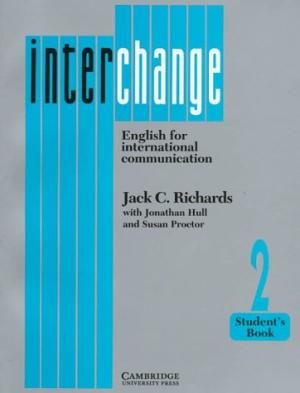 interchange
English for
international
communication
Jack C. Richards
with Jonathan Hull
and Susan Proctor
2
Student's
Book
CAMBRIDGE
UNIVERSITY PRESS